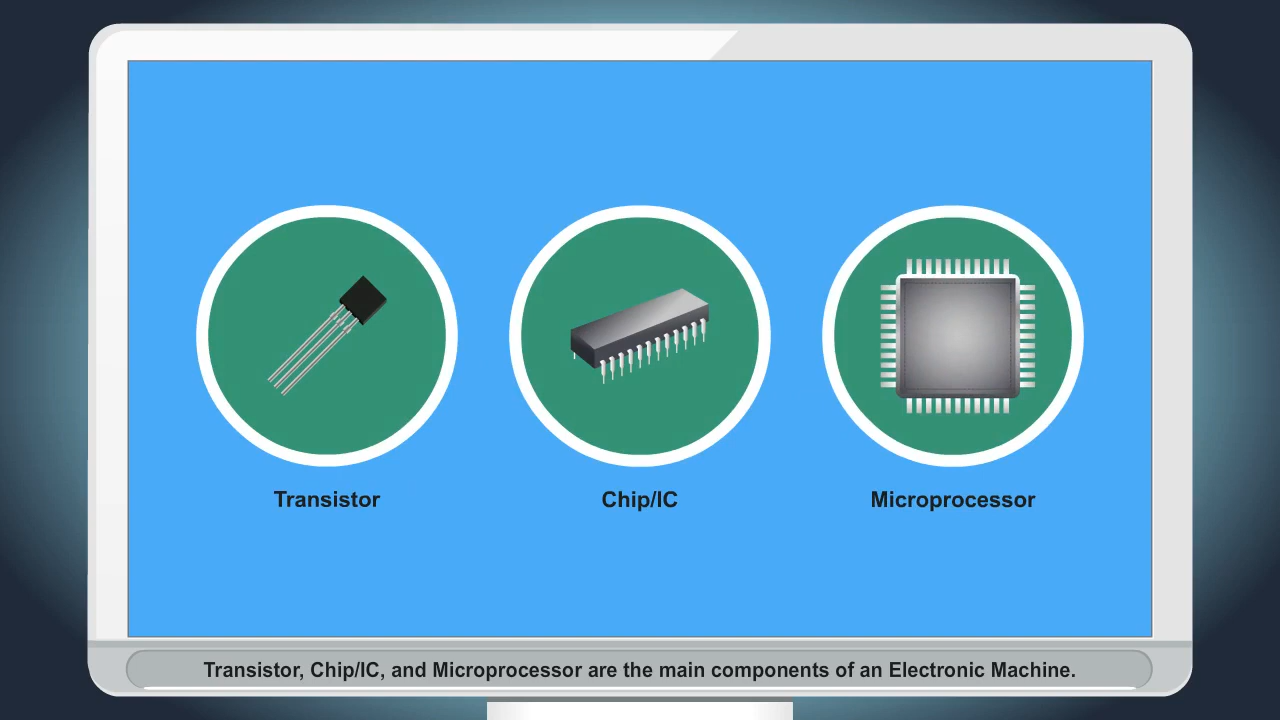 Transistor
Chip/IC
Microprocessor
Transistor, Chip/IC, and Microprocessor are the main components of an Electronic Machine.